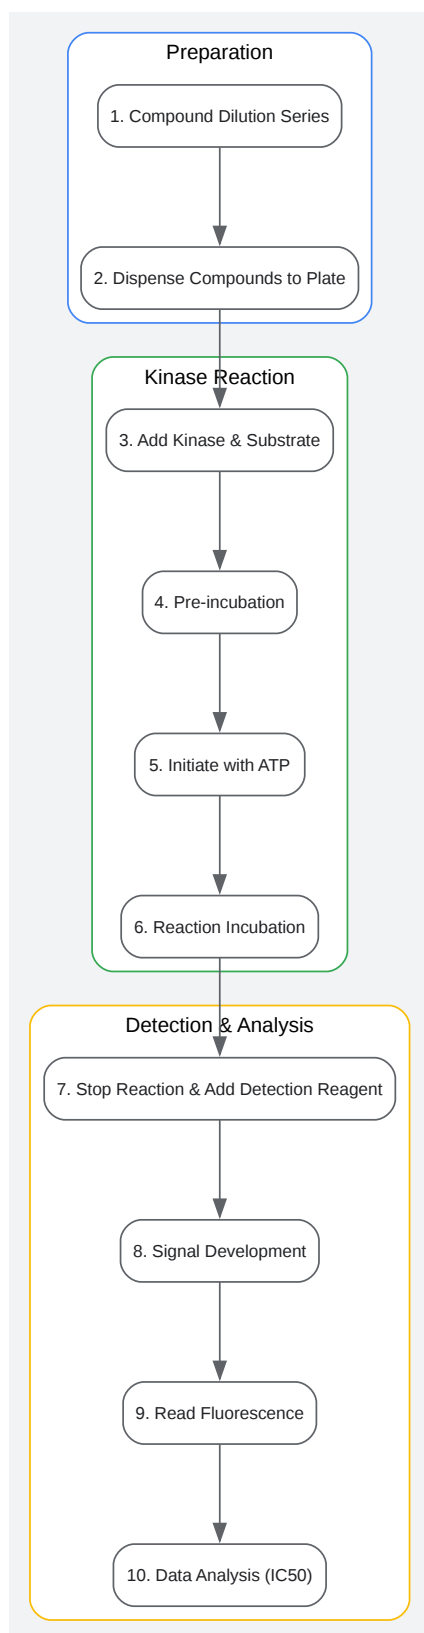 Preparation
1. Compound Dilution Series
2. Dispense Compounds to Plate
Kinase Reaction
3. Add Kinase & Substrate
4. Pre-incubation
5. Initiate with ATP
6. Reaction Incubation
Detection & Analysis
7. Stop Reaction & Add Detection Reagent
8. Signal Development
9. Read Fluorescence
10. Data Analysis (IC50)